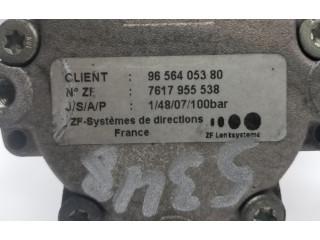 CLIENT : 96 564 053 80
N° ZF : 7617 955 538
J/S/A/P : 1/48/07/100bar
ZF-Systèmes de directions
France
ZF Lenksysteme
5348